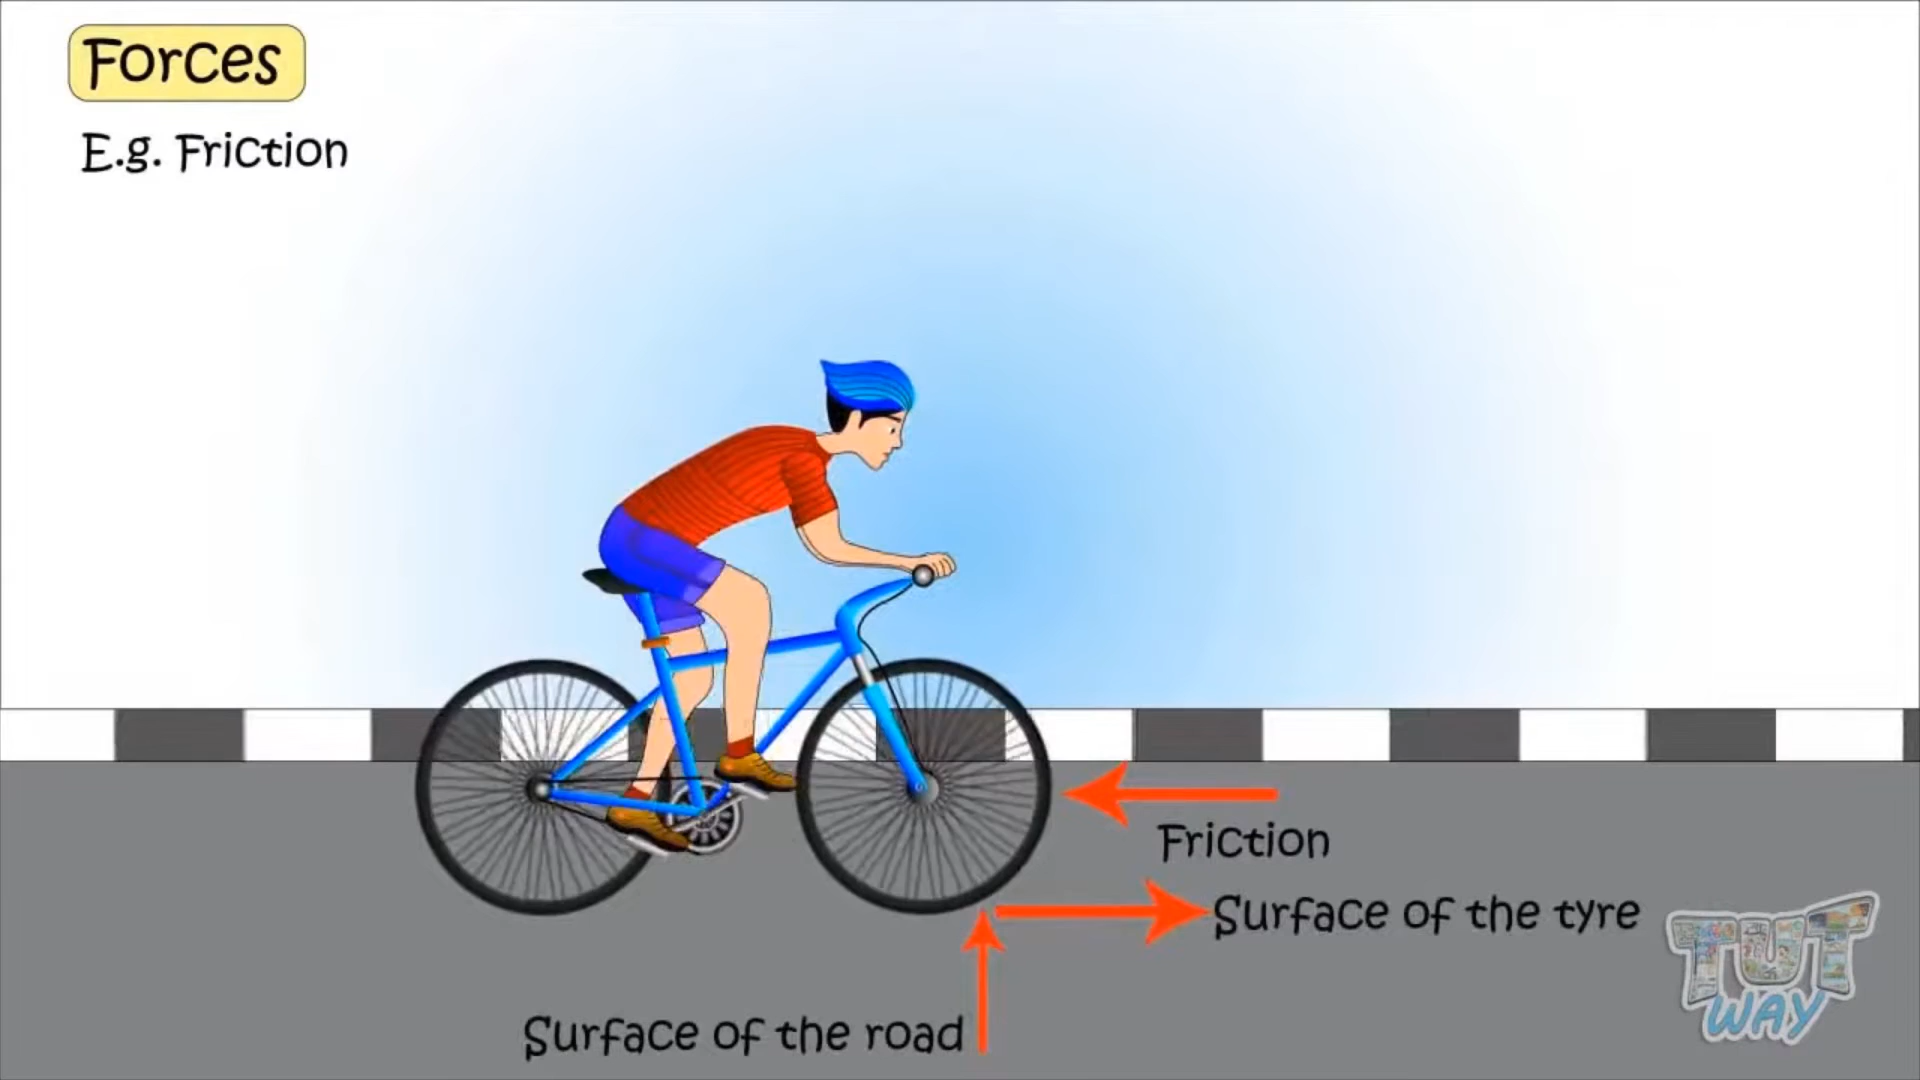 Forces
E.g. Friction
Friction
Surface of the tyre
Surface of the road
TUT
WAY